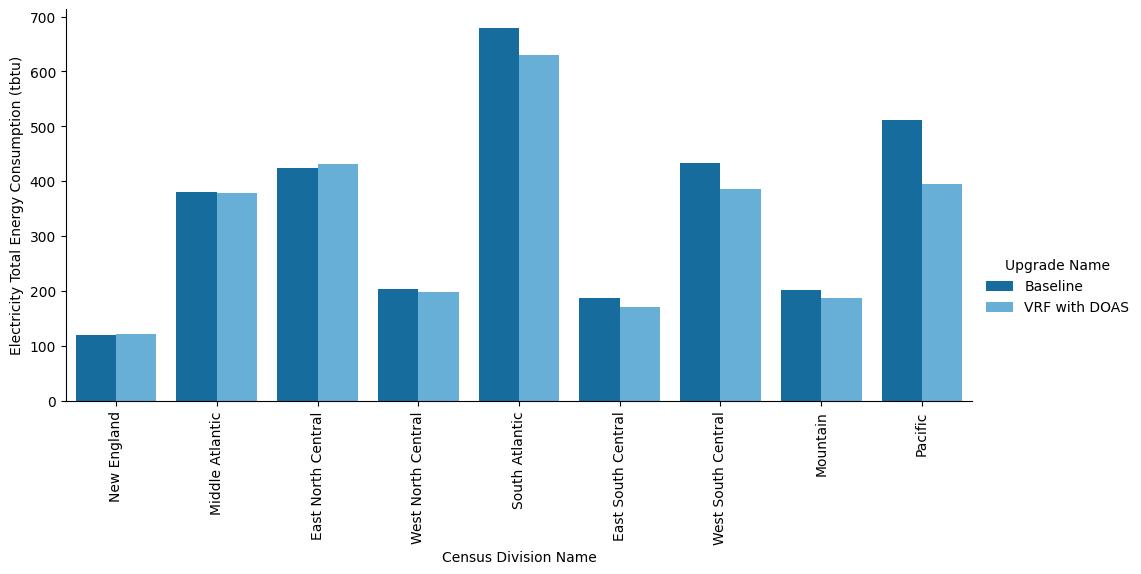 Electricity Total Energy Consumption (tbtu)
700
600
500
400
300
200
100
0
New England
Middle Atlantic
East North Central
West North Central
South Atlantic
East South Central
West South Central
Mountain
Pacific
Census Division Name
Upgrade Name
Baseline
VRF with DOAS